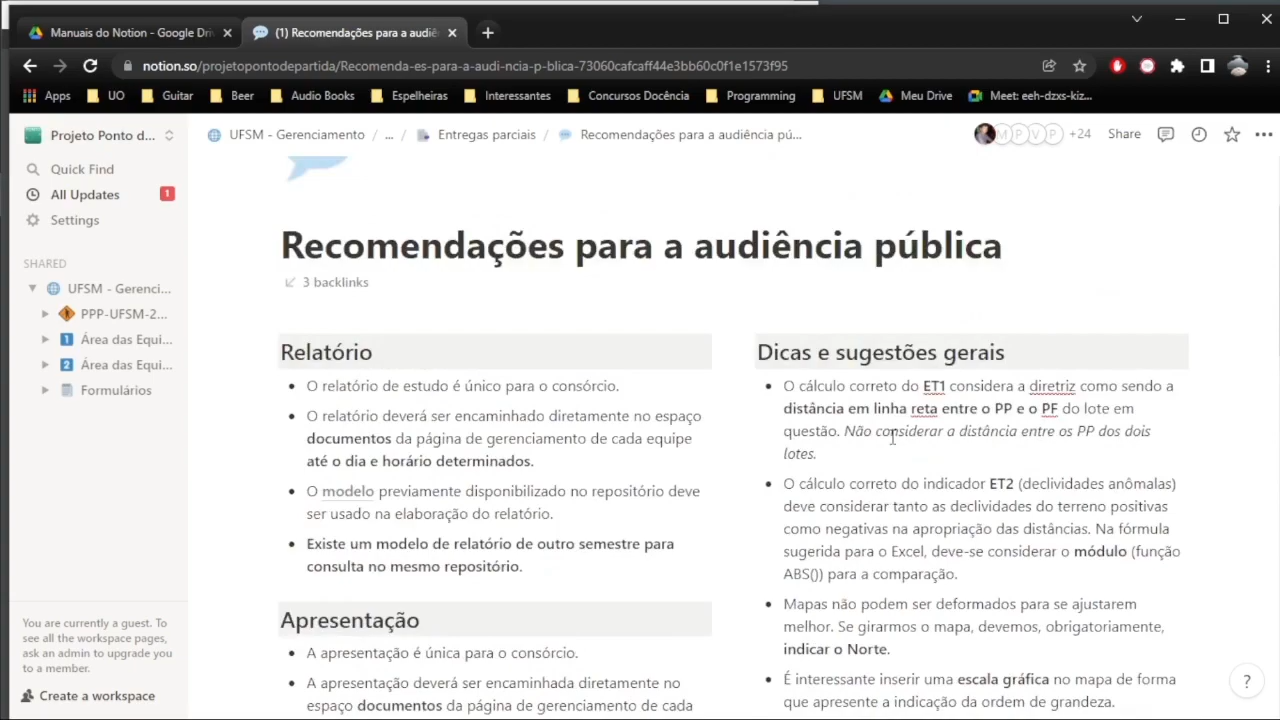 Manuais do Notion - Google Dri
(1) Recomendações para a audiê
notion.so/projetopontodepartida/Recomenda-es-para-a-audi-ncia-p-blica-73060cafcaff44e3bb60c0f1e1573f95
Apps UO Guitar Beer Audio Books Espelheiras Interessantes Concursos Docência Programming UFSM Meu Drive Meet: eeh-dzxs-kiz...
Projeto Ponto d...
UFSM - Gerenciamento / ... / Entregas parciais / Recomendações para a audiência pú...
M P V P +24 Share
Quick Find
All Updates 1
Settings
SHARED
UFSM - Gerenci...
PPP-UFSM-2...
1 Área das Equi...
2 Área das Equi...
Formulários
You are currently a guest. To
see all the workspace pages,
ask an admin to upgrade you
to a member.
Create a workspace
Recomendações para a audiência pública
3 backlinks
Relatório
• O relatório de estudo é único para o consórcio.
• O relatório deverá ser encaminhado diretamente no espaço
documentos da página de gerenciamento de cada equipe
até o dia e horário determinados.
• O modelo previamente disponibilizado no repositório deve
ser usado na elaboração do relatório.
• Existe um modelo de relatório de outro semestre para
consulta no mesmo repositório.
Apresentação
• A apresentação é única para o consórcio.
• A apresentação deverá ser encaminhada diretamente no
espaço documentos da página de gerenciamento de cada
Dicas e sugestões gerais
• O cálculo correto do ET1 considera a diretriz como sendo a
distância em linha reta entre o PP e o PF do lote em
questão. Não considerar a distância entre os PP dos dois
lotes.
• O cálculo correto do indicador ET2 (declividades anômalas)
deve considerar tanto as declividades do terreno positivas
como negativas na apropriação das distâncias. Na fórmula
sugerida para o Excel, deve-se considerar o módulo (função
ABS()) para a comparação.
• Mapas não podem ser deformados para se ajustarem
melhor. Se girarmos o mapa, devemos, obrigatoriamente,
indicar o Norte.
• É interessante inserir uma escala gráfica no mapa de forma
que apresente a indicação da ordem de grandeza.
?